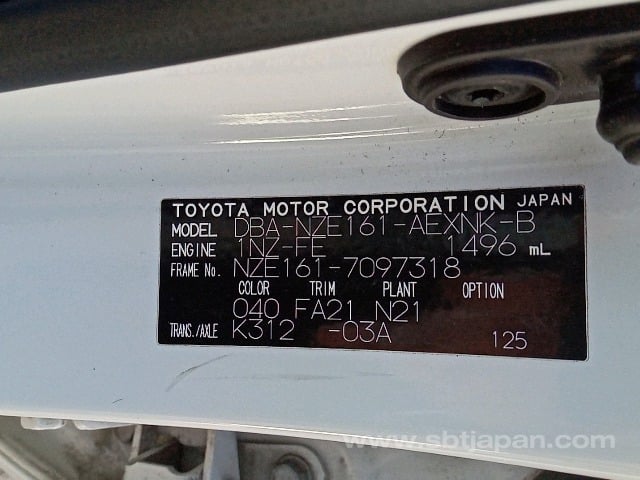 TOYOTA MOTOR CORPORATION JAPAN
MODEL DBA-NZE161-AEXNK-B
ENGINE 1NZ-FE 1496 mL
FRAME No. NZE161-7097318
COLOR TRIM PLANT OPTION
040 FA21 N21
TRANS./AXLE K312 -03A 125
www.sbtjapan.com